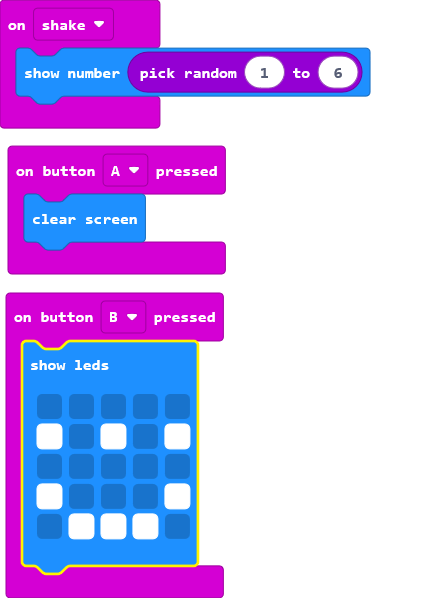 on shake
show number pick random 1 to 6
on button A pressed
clear screen
on button B pressed
show leds